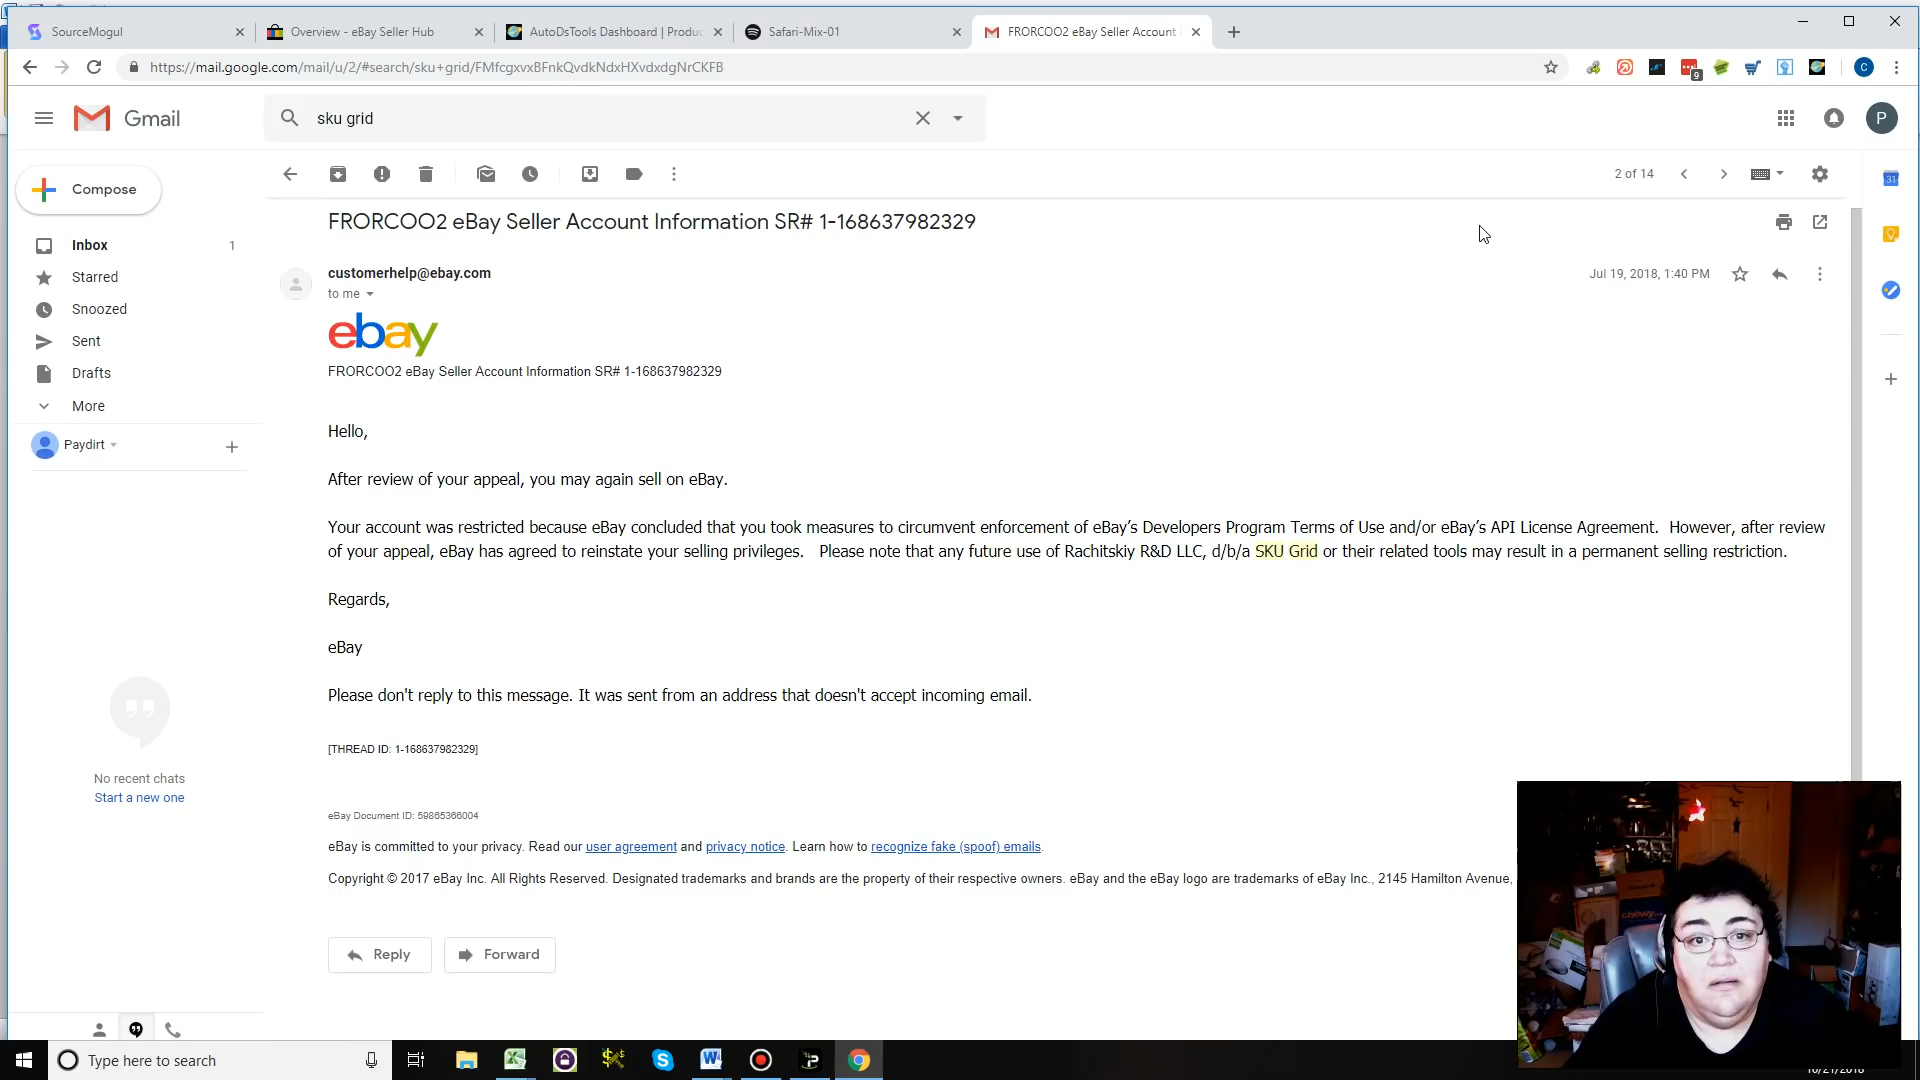 SourceMogul
Overview - eBay Seller Hub
AutoDsTools Dashboard | Produc
Safari-Mix-01
FRORCOO2 eBay Seller Account
https://mail.google.com/mail/u/2/#search/sku+grid/FMfcgxvxBFnkQvdkNdxHXvdxdgNrCKFB
9
C
Gmail
sku grid
P
Compose
2 of 14
31
FRORCOO2 eBay Seller Account Information SR# 1-168637982329
Inbox 1
Starred
Snoozed
Sent
Drafts
More
Paydirt
customerhelp@ebay.com
Jul 19, 2018, 1:40 PM
to me
ebay
FRORCOO2 eBay Seller Account Information SR# 1-168637982329
Hello,
After review of your appeal, you may again sell on eBay.
Your account was restricted because eBay concluded that you took measures to circumvent enforcement of eBay’s Developers Program Terms of Use and/or eBay’s API License Agreement. However, after review
of your appeal, eBay has agreed to reinstate your selling privileges. Please note that any future use of Rachitskiy R&D LLC, d/b/a SKU Grid or their related tools may result in a permanent selling restriction.
Regards,
eBay
Please don't reply to this message. It was sent from an address that doesn't accept incoming email.
[THREAD ID: 1-168637982329]
No recent chats
Start a new one
eBay Document ID: 59865366004
eBay is committed to your privacy. Read our user agreement and privacy notice. Learn how to recognize fake (spoof) emails.
Copyright © 2017 eBay Inc. All Rights Reserved. Designated trademarks and brands are the property of their respective owners. eBay and the eBay logo are trademarks of eBay Inc., 2145 Hamilton Avenue,
Reply
Forward
chewy
Type here to search
10/21/2018